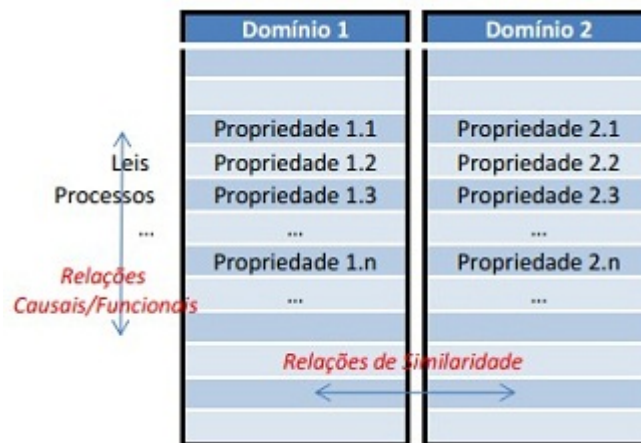 Domínio 1 Domínio 2
Propriedade 1.1 Propriedade 2.1
Leis Propriedade 1.2 Propriedade 2.2
Processos Propriedade 1.3 Propriedade 2.3
... ... ...
Relações
Causais/Funcionais
Propriedade 1.n Propriedade 2.n
... ...
Relações de Similaridade